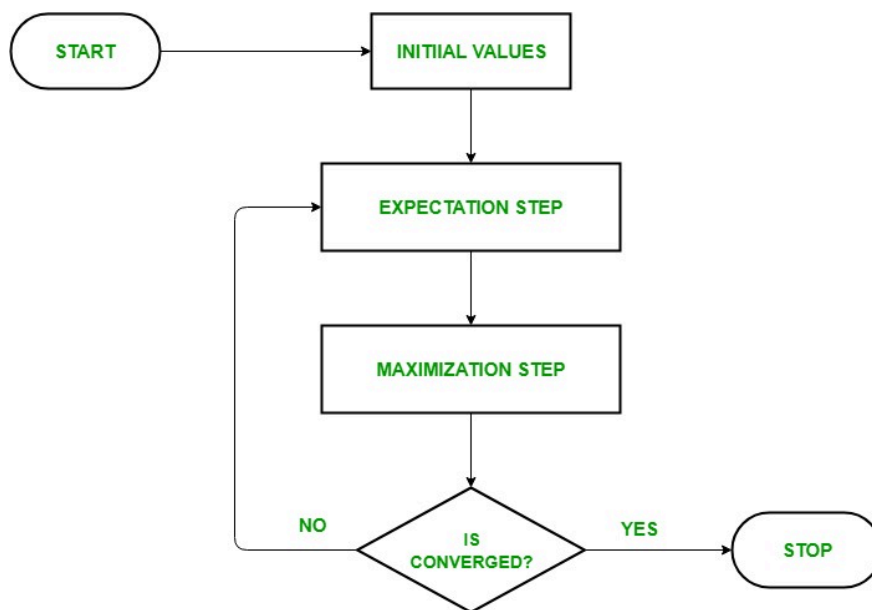 START
INITIIAL VALUES
EXPECTATION STEP
MAXIMIZATION STEP
NO
IS
CONVERGED?
YES
STOP